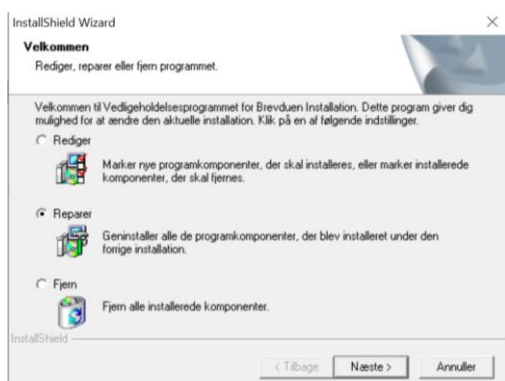 InstallShield Wizard
Velkommen
Rediger, reparer eller fjern programmet.
Velkommen til Vedligeholdelsesprogrammet for Brevduen Installation. Dette program giver dig
mulighed for at ændre den aktuelle installation. Klik på en af følgende indstillinger.
Rediger
Marker nye programkomponenter, der skal installeres, eller marker installerede
komponenter, der skal fjernes.
Reparer
Geninstaller alle de programkomponenter, der blev installeret under den
forrige installation.
Fjern
Fjern alle installerede komponenter.
InstallShield
< Tilbage Næste > Annuller